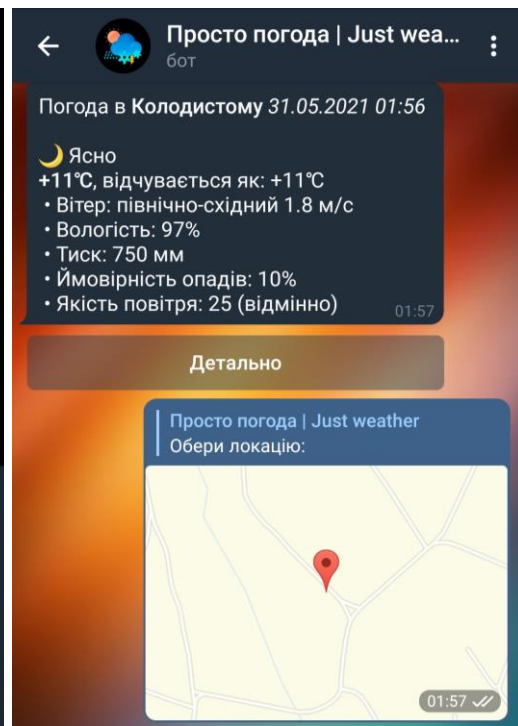 Просто погода | Just wea...
бот
Погода в Колодистому 31.05.2021 01:56
Ясно
+11°C, відчувається як: +11°C
• Вітер: північно-східний 1.8 м/с
• Вологість: 97%
• Тиск: 750 мм
• Ймовірність опадів: 10%
• Якість повітря: 25 (відмінно)
01:57
Детально
Просто погода | Just weather
Обери локацію:
01:57